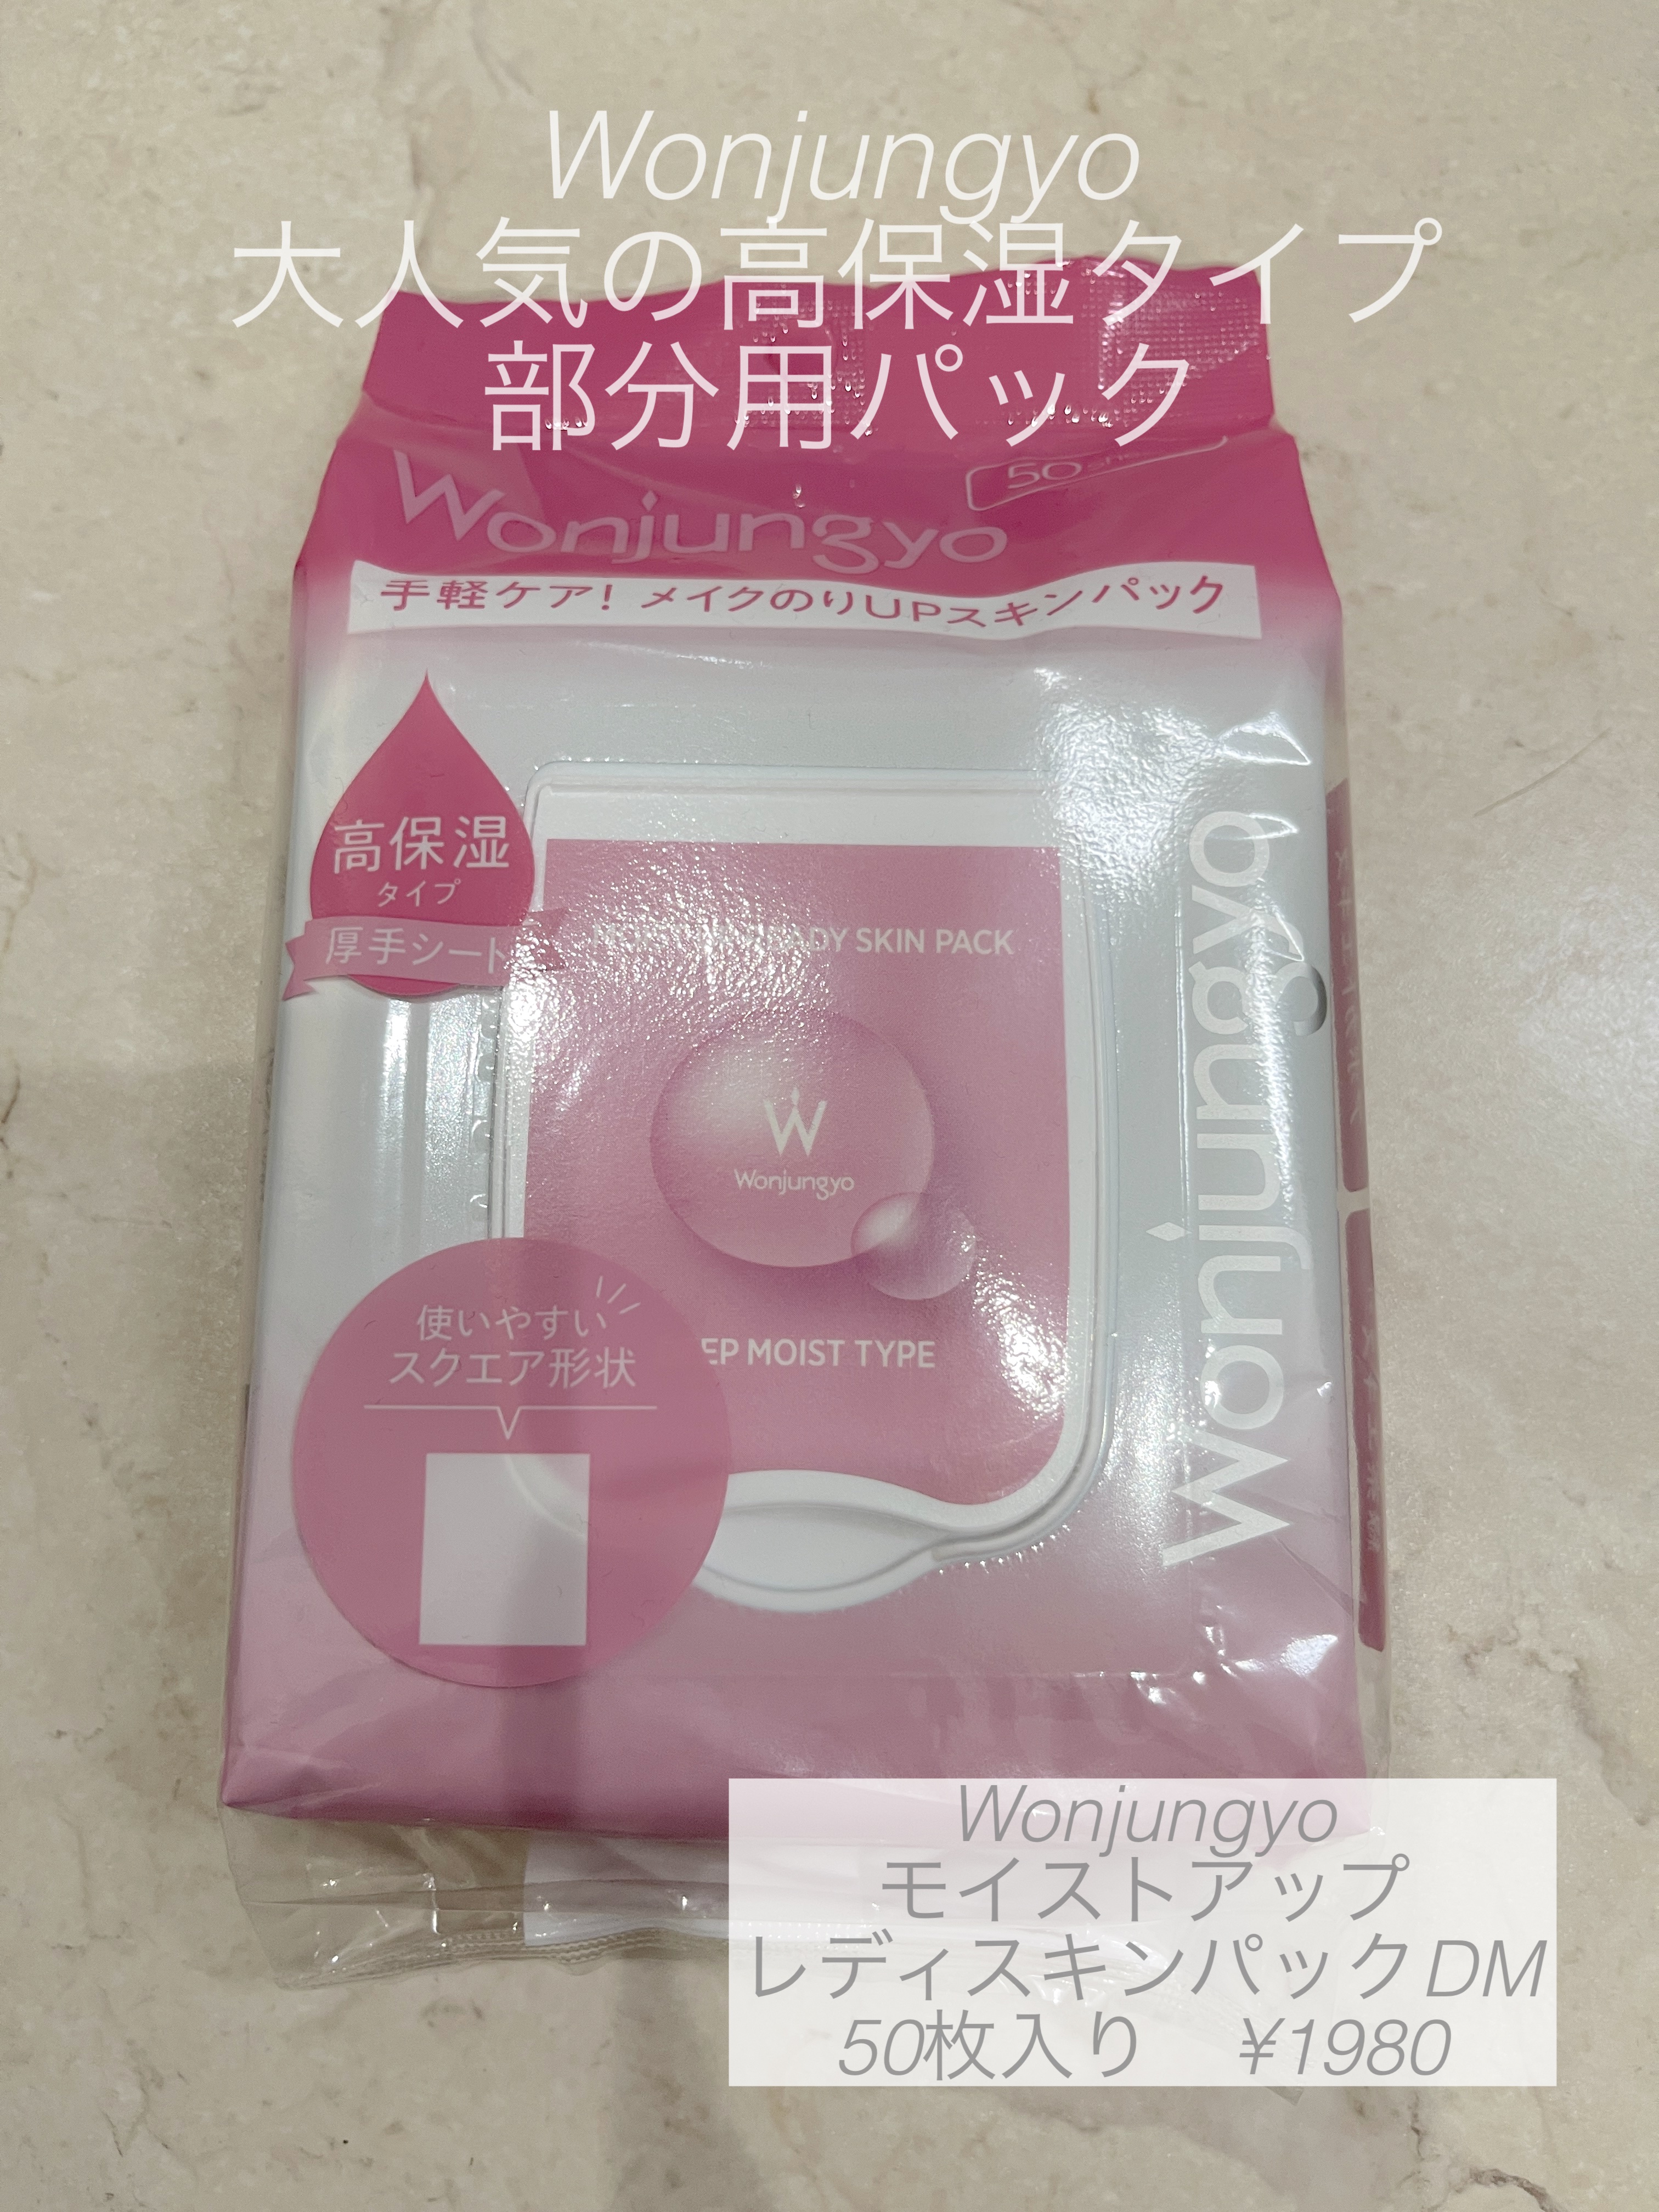 Wonjungyo
大人気の高保湿タイプ
部分用パック
50
Wonjungyo
手軽ケア！メイクのりUPスキンパック
高保湿
タイプ
厚手シート
READY SKIN PACK
W
Wonjungyo
EP MOIST TYPE
使いやすい
スクエア形状
Wonjungyo
Wonjungyo
モイストアップ
レディスキンパックDM
50枚入り ¥1980